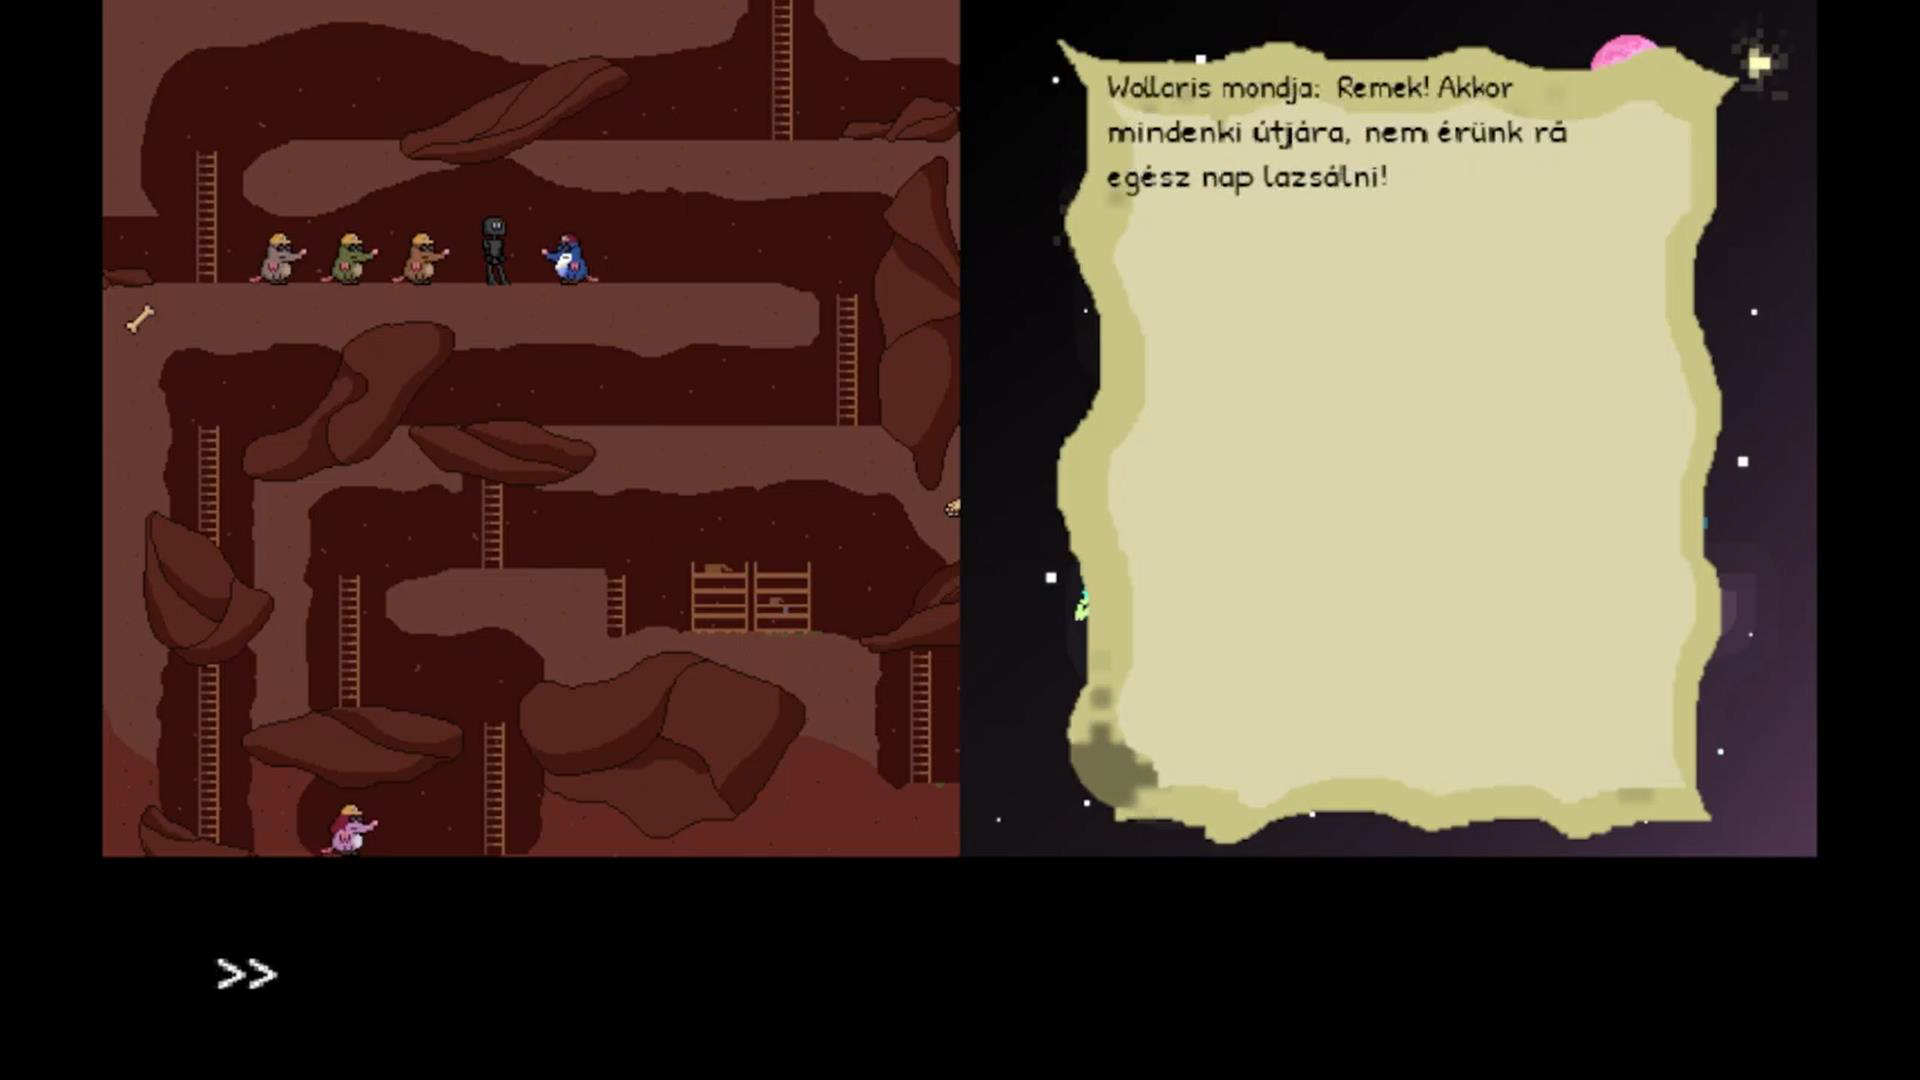 Wollaris mondja: Remek! Akkor
mindenki útjára, nem érünk rá
egész nap lazsálni!
>>